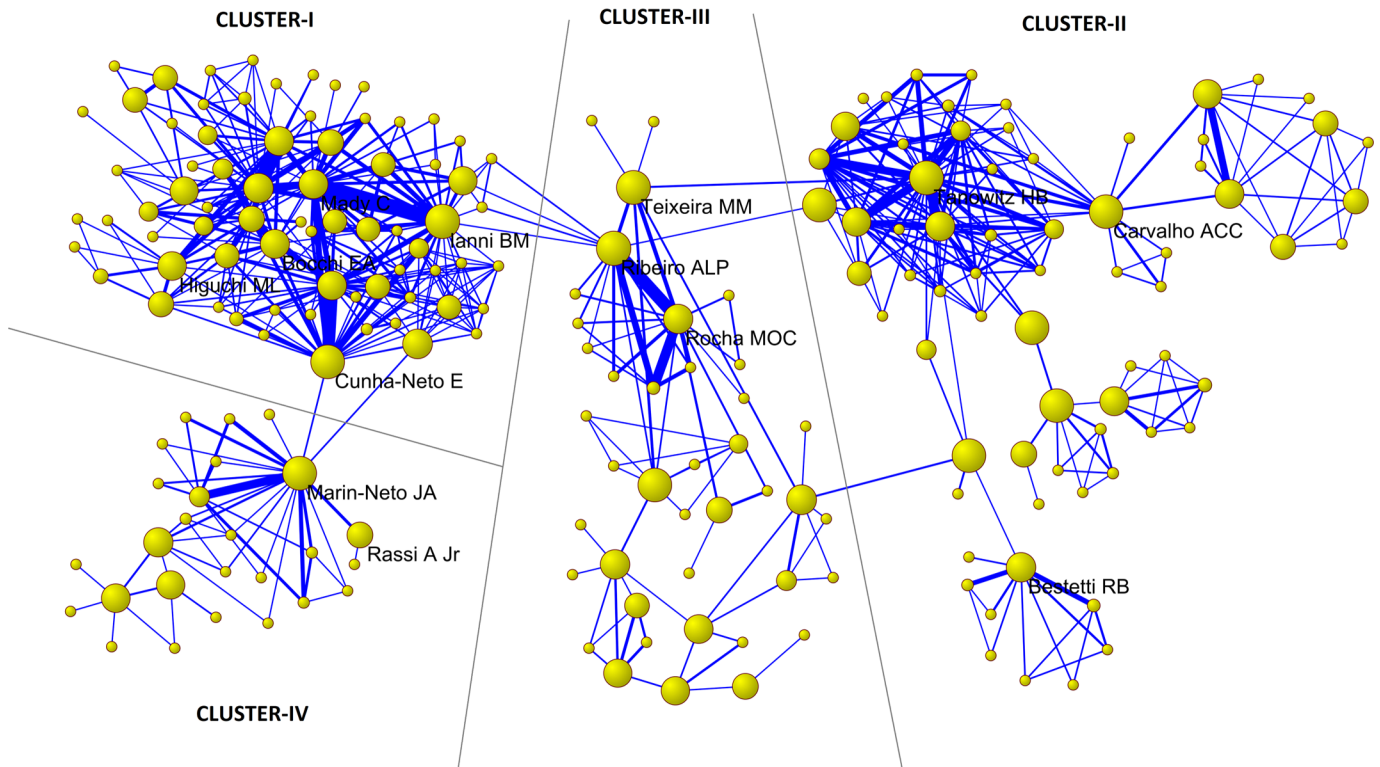 CLUSTER-I
CLUSTER-III
CLUSTER-II
Mady C
Ianni BM
Bocchi EA
Higuchi ML
Cunha-Neto E
Teixeira MM
Ribeiro ALP
Rocha MOC
Tanowitz HB
Carvalho ACC
Marin-Neto JA
Rassi A Jr
Bestetti RB
CLUSTER-IV